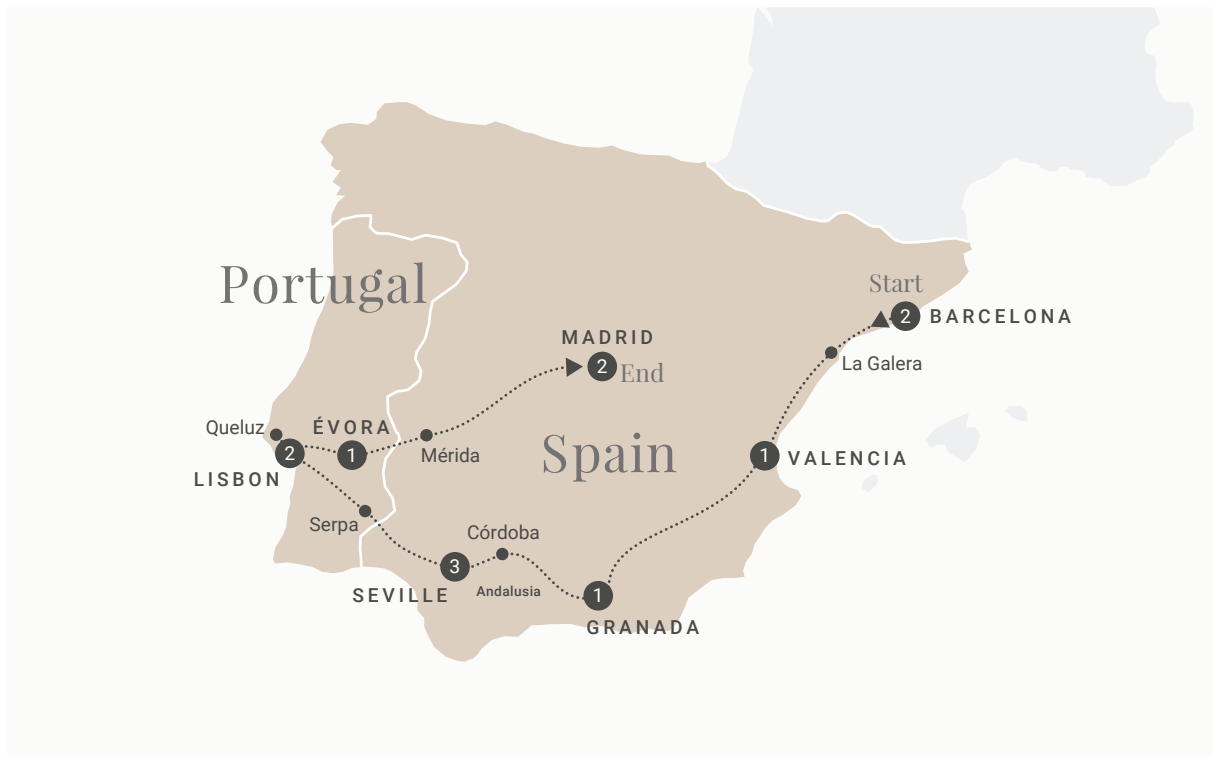 Portugal
Start
2
BARCELONA
MADRID
2
End
La Galera
Queluz
ÉVORA
2
1
Mérida
Spain
1
VALENCIA
LISBON
Serpa
Córdoba
3
SEVILLE
Andalusia
1
GRANADA